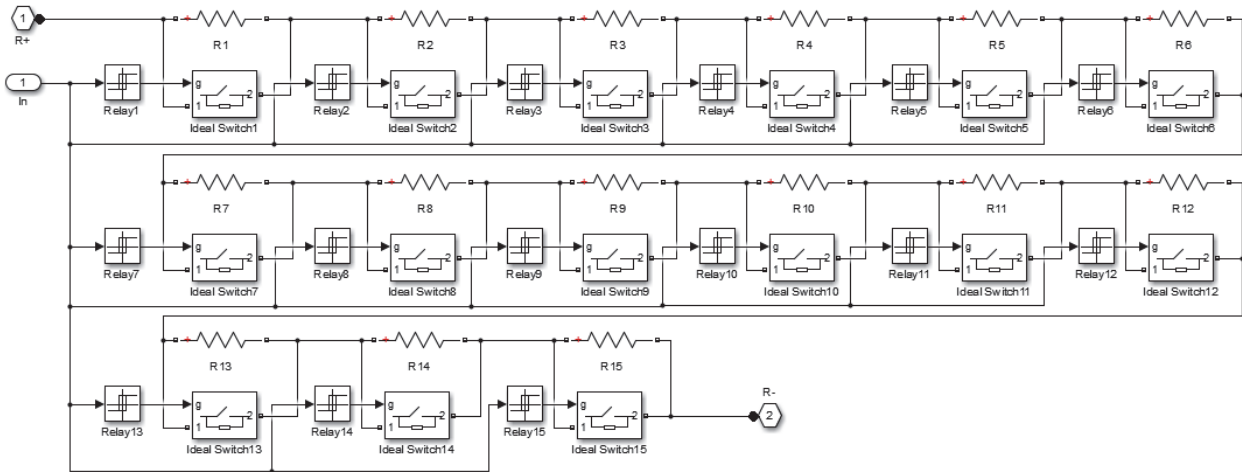 1
R+
R1
R2
R3
R4
R5
R6
1
In
Relay1
g
1
2
Ideal Switch1
Relay2
g
1
2
Ideal Switch2
Relay3
g
1
2
Ideal Switch3
Relay4
g
1
2
Ideal Switch4
Relay5
g
1
2
Ideal Switch5
Relay6
g
1
2
Ideal Switch6
R7
R8
R9
R10
R11
R12
Relay7
g
1
2
Ideal Switch7
Relay8
g
1
2
Ideal Switch8
Relay9
g
1
2
Ideal Switch9
Relay10
g
1
2
Ideal Switch10
Relay11
g
1
2
Ideal Switch11
Relay12
g
1
2
Ideal Switch12
R13
R14
R15
Relay13
g
1
2
Ideal Switch13
Relay14
g
1
2
Ideal Switch14
Relay15
g
1
2
Ideal Switch15
R-
2